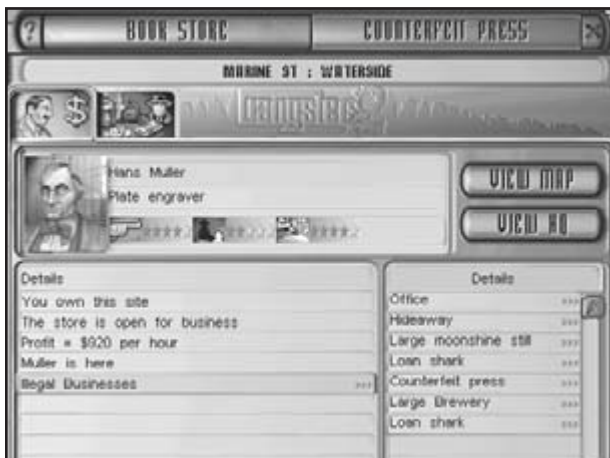 ?
BOOK STORE
COUNTERFEIT PRESS
X
MARINE ST : WATERSIDE
$
Gangsters 2
Hans Muller
Plate engraver
VIEW MAP
VIEW HQ
Details
You own this site
The store is open for business
Profit = $920 per hour
Muller is here
Illegal Businesses >>>
Details
Office >>>
Hideaway >>>
Large moonshine still >>>
Loan shark >>>
Counterfeit press >>>
Large Brewery >>>
Loan shark >>>